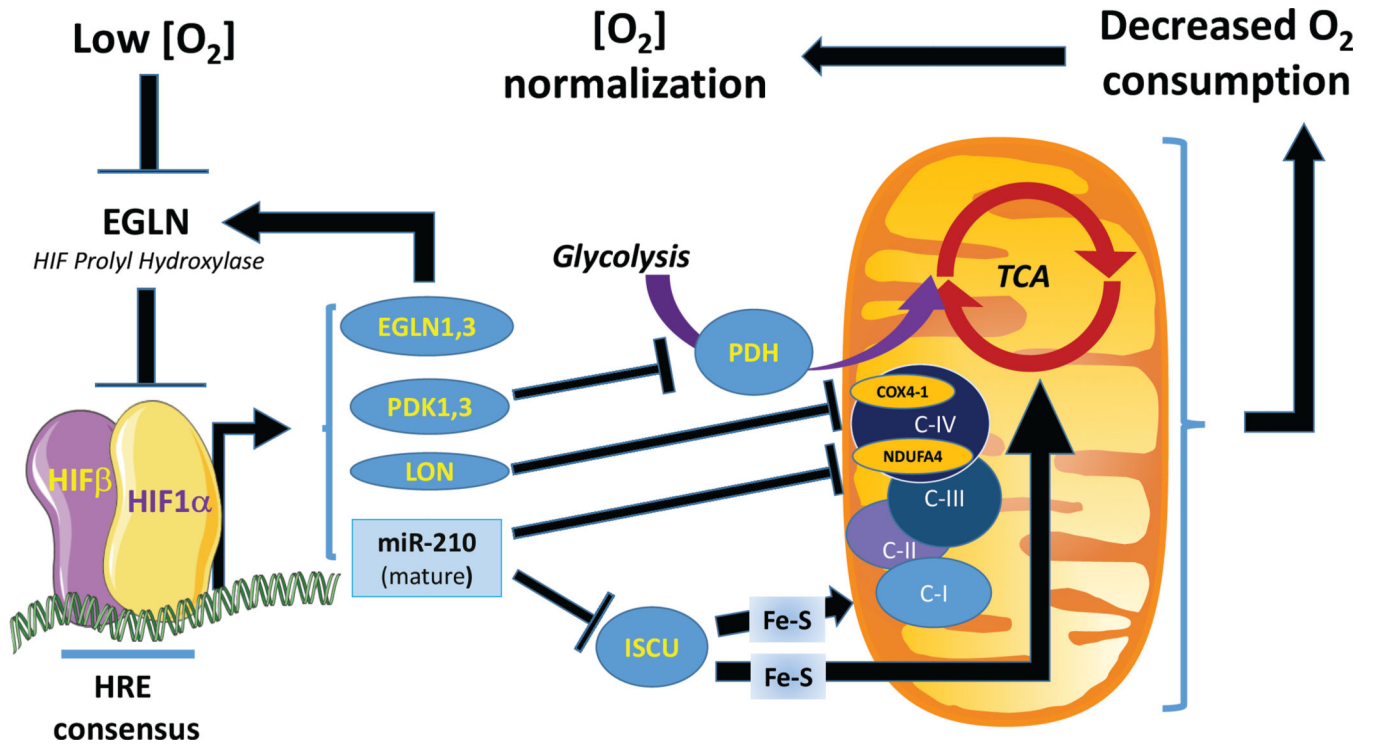 Low [O₂]
[O₂]
normalization
Decreased O₂
consumption
EGLN
HIF Prolyl Hydroxylase
Glycolysis
TCA
EGLN1,3
PDH
PDK1,3
COX4-1
C-IV
NDUFA4
LON
HIFβ
HIF1α
C-III
miR-210
(mature)
C-II
C-I
Fe-S
ISCU
Fe-S
HRE
consensus